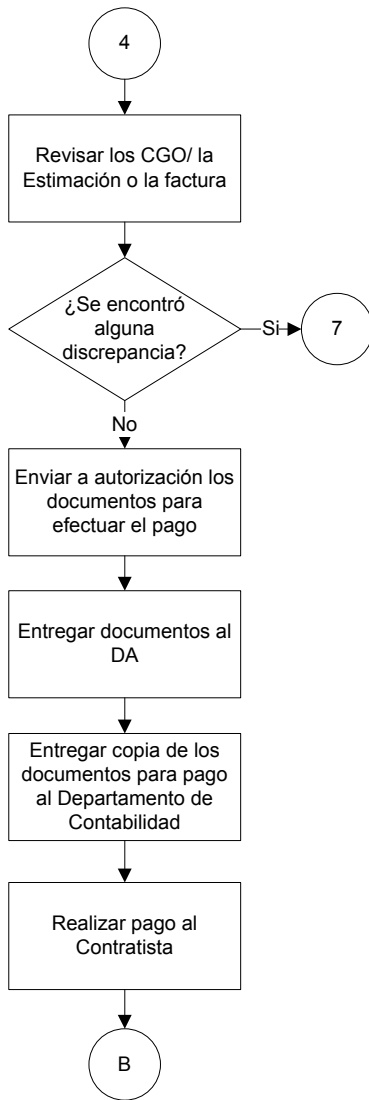 4
Revisar los CGO/ la
Estimación o la factura
¿Se encontró
alguna
discrepancia?
Si
7
No
Enviar a autorización los
documentos para
efectuar el pago
Entregar documentos al
DA
Entregar copia de los
documentos para pago
al Departamento de
Contabilidad
Realizar pago al
Contratista
B